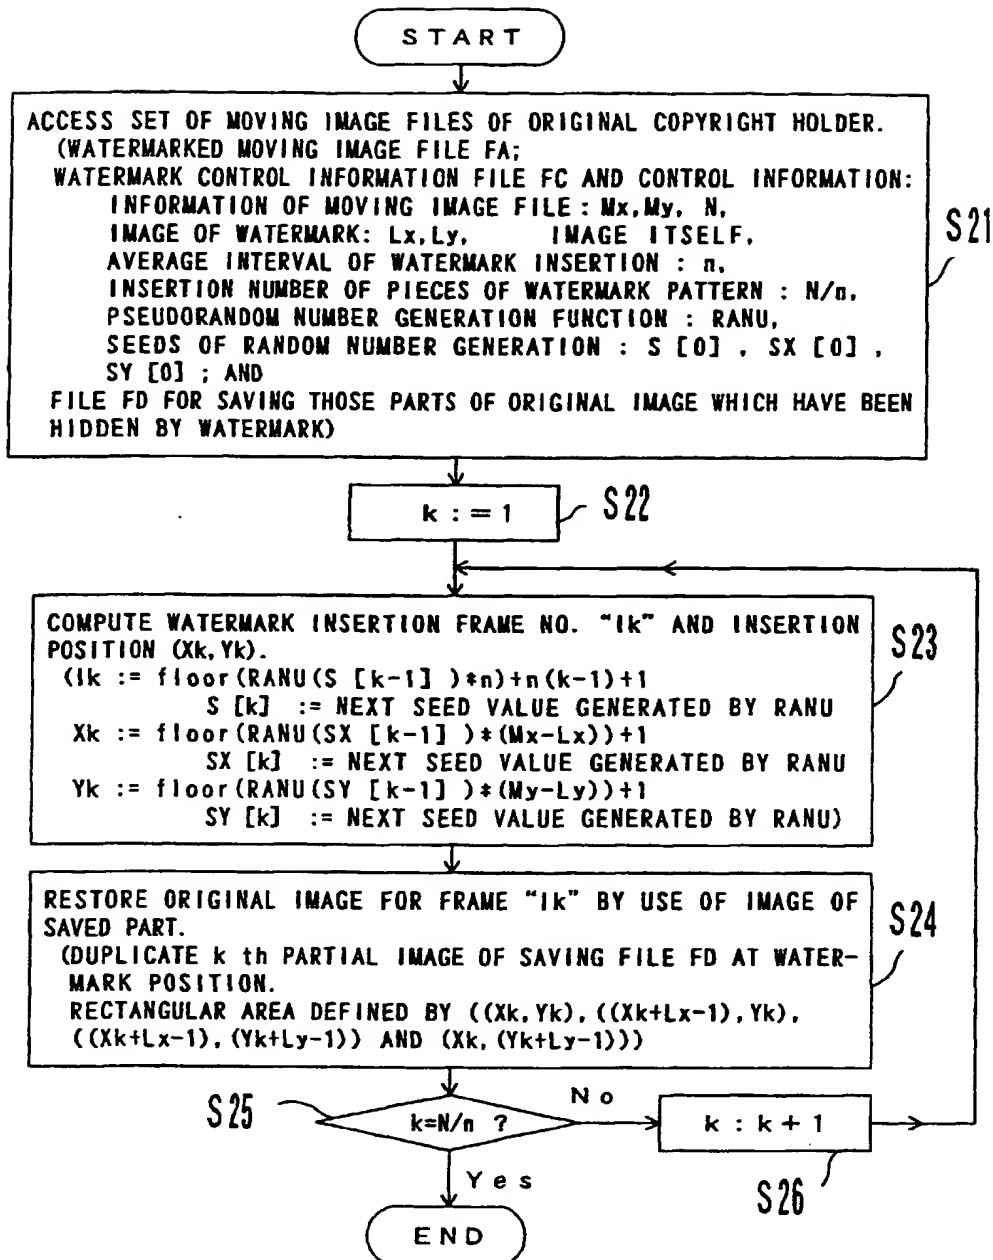 START
ACCESS SET OF MOVING IMAGE FILES OF ORIGINAL COPYRIGHT HOLDER.
(WATERMARKED MOVING IMAGE FILE FA;
WATERMARK CONTROL INFORMATION FILE FC AND CONTROL INFORMATION:
INFORMATION OF MOVING IMAGE FILE : Mx,My, N,
IMAGE OF WATERMARK: Lx,Ly, IMAGE ITSELF,
AVERAGE INTERVAL OF WATERMARK INSERTION : n,
INSERTION NUMBER OF PIECES OF WATERMARK PATTERN : N/n,
PSEUDORANDOM NUMBER GENERATION FUNCTION : RANU,
SEEDS OF RANDOM NUMBER GENERATION : S [0] , SX [0] ,
SY [0] ; AND
FILE FD FOR SAVING THOSE PARTS OF ORIGINAL IMAGE WHICH HAVE BEEN
HIDDEN BY WATERMARK)
S21
k := 1
S22
COMPUTE WATERMARK INSERTION FRAME NO. "Ik" AND INSERTION
POSITION (Xk, Yk).
(Ik := floor(RANU(S [k-1] )*n)+n(k-1)+1
S [k] := NEXT SEED VALUE GENERATED BY RANU
Xk := floor(RANU(SX [k-1] )*(Mx-Lx))+1
SX [k] := NEXT SEED VALUE GENERATED BY RANU
Yk := floor(RANU(SY [k-1] )*(My-Ly))+1
SY [k] := NEXT SEED VALUE GENERATED BY RANU)
S23
RESTORE ORIGINAL IMAGE FOR FRAME "Ik" BY USE OF IMAGE OF
SAVED PART.
(DUPLICATE k th PARTIAL IMAGE OF SAVING FILE FD AT WATER-
MARK POSITION.
RECTANGULAR AREA DEFINED BY ((Xk, Yk), ((Xk+Lx-1), Yk),
((Xk+Lx-1), (Yk+Ly-1)) AND (Xk, (Yk+Ly-1)))
S24
S25
k=N/n ?
No
k : k + 1
S26
Yes
END